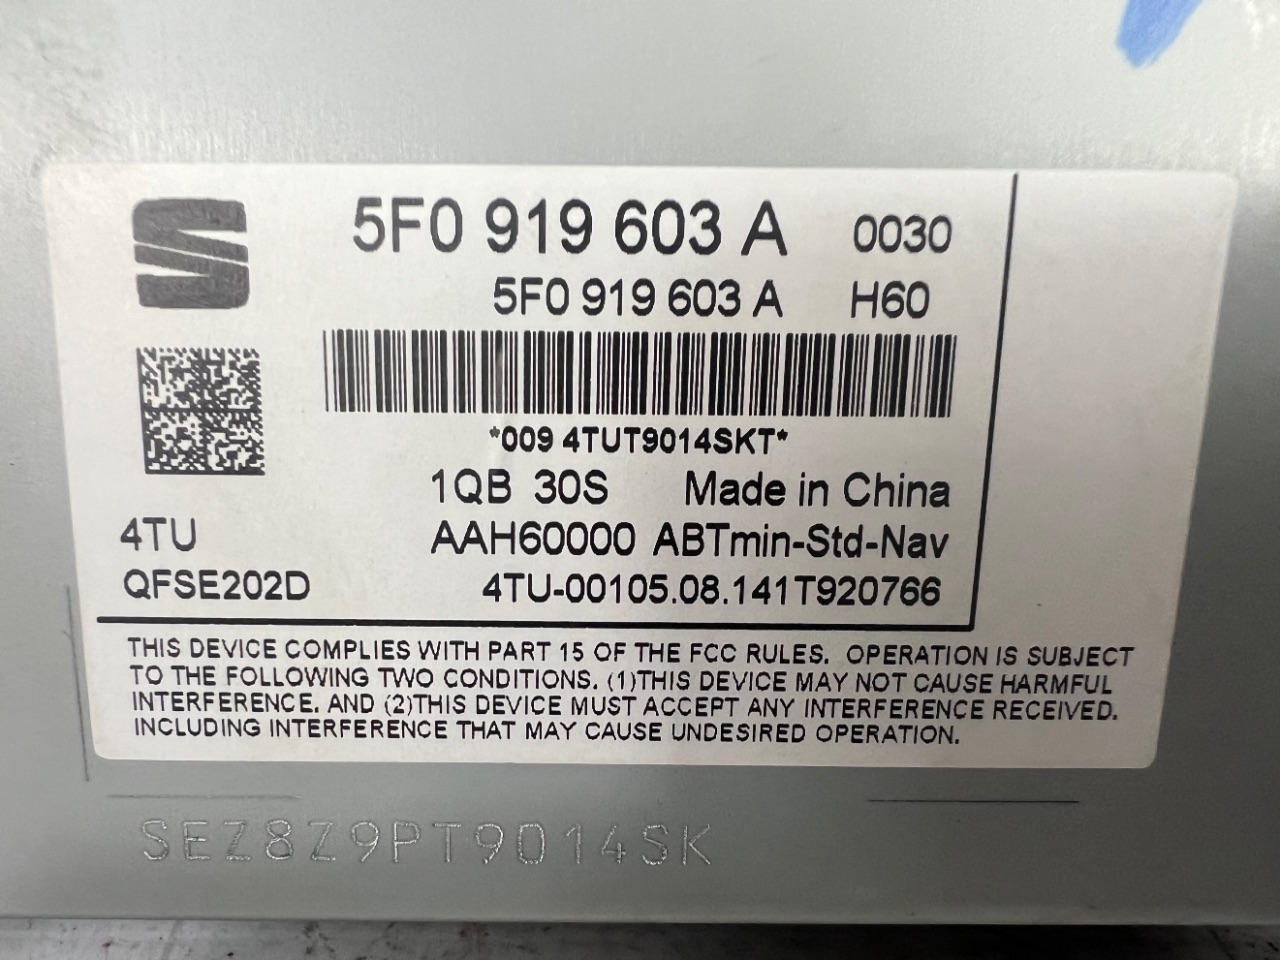 5F0 919 603 A 0030
5F0 919 603 A H60
*009 4TUT9014SKT*
1QB 30S Made in China
4TU AAH60000 ABTmin-Std-Nav
QFSE202D 4TU-00105.08.141T920766
THIS DEVICE COMPLIES WITH PART 15 OF THE FCC RULES. OPERATION IS SUBJECT
TO THE FOLLOWING TWO CONDITIONS. (1)THIS DEVICE MAY NOT CAUSE HARMFUL
INTERFERENCE. AND (2)THIS DEVICE MUST ACCEPT ANY INTERFERENCE RECEIVED.
INCLUDING INTERFERENCE THAT MAY CAUSE UNDESIRED OPERATION.
SEZ8Z9PT9014SK